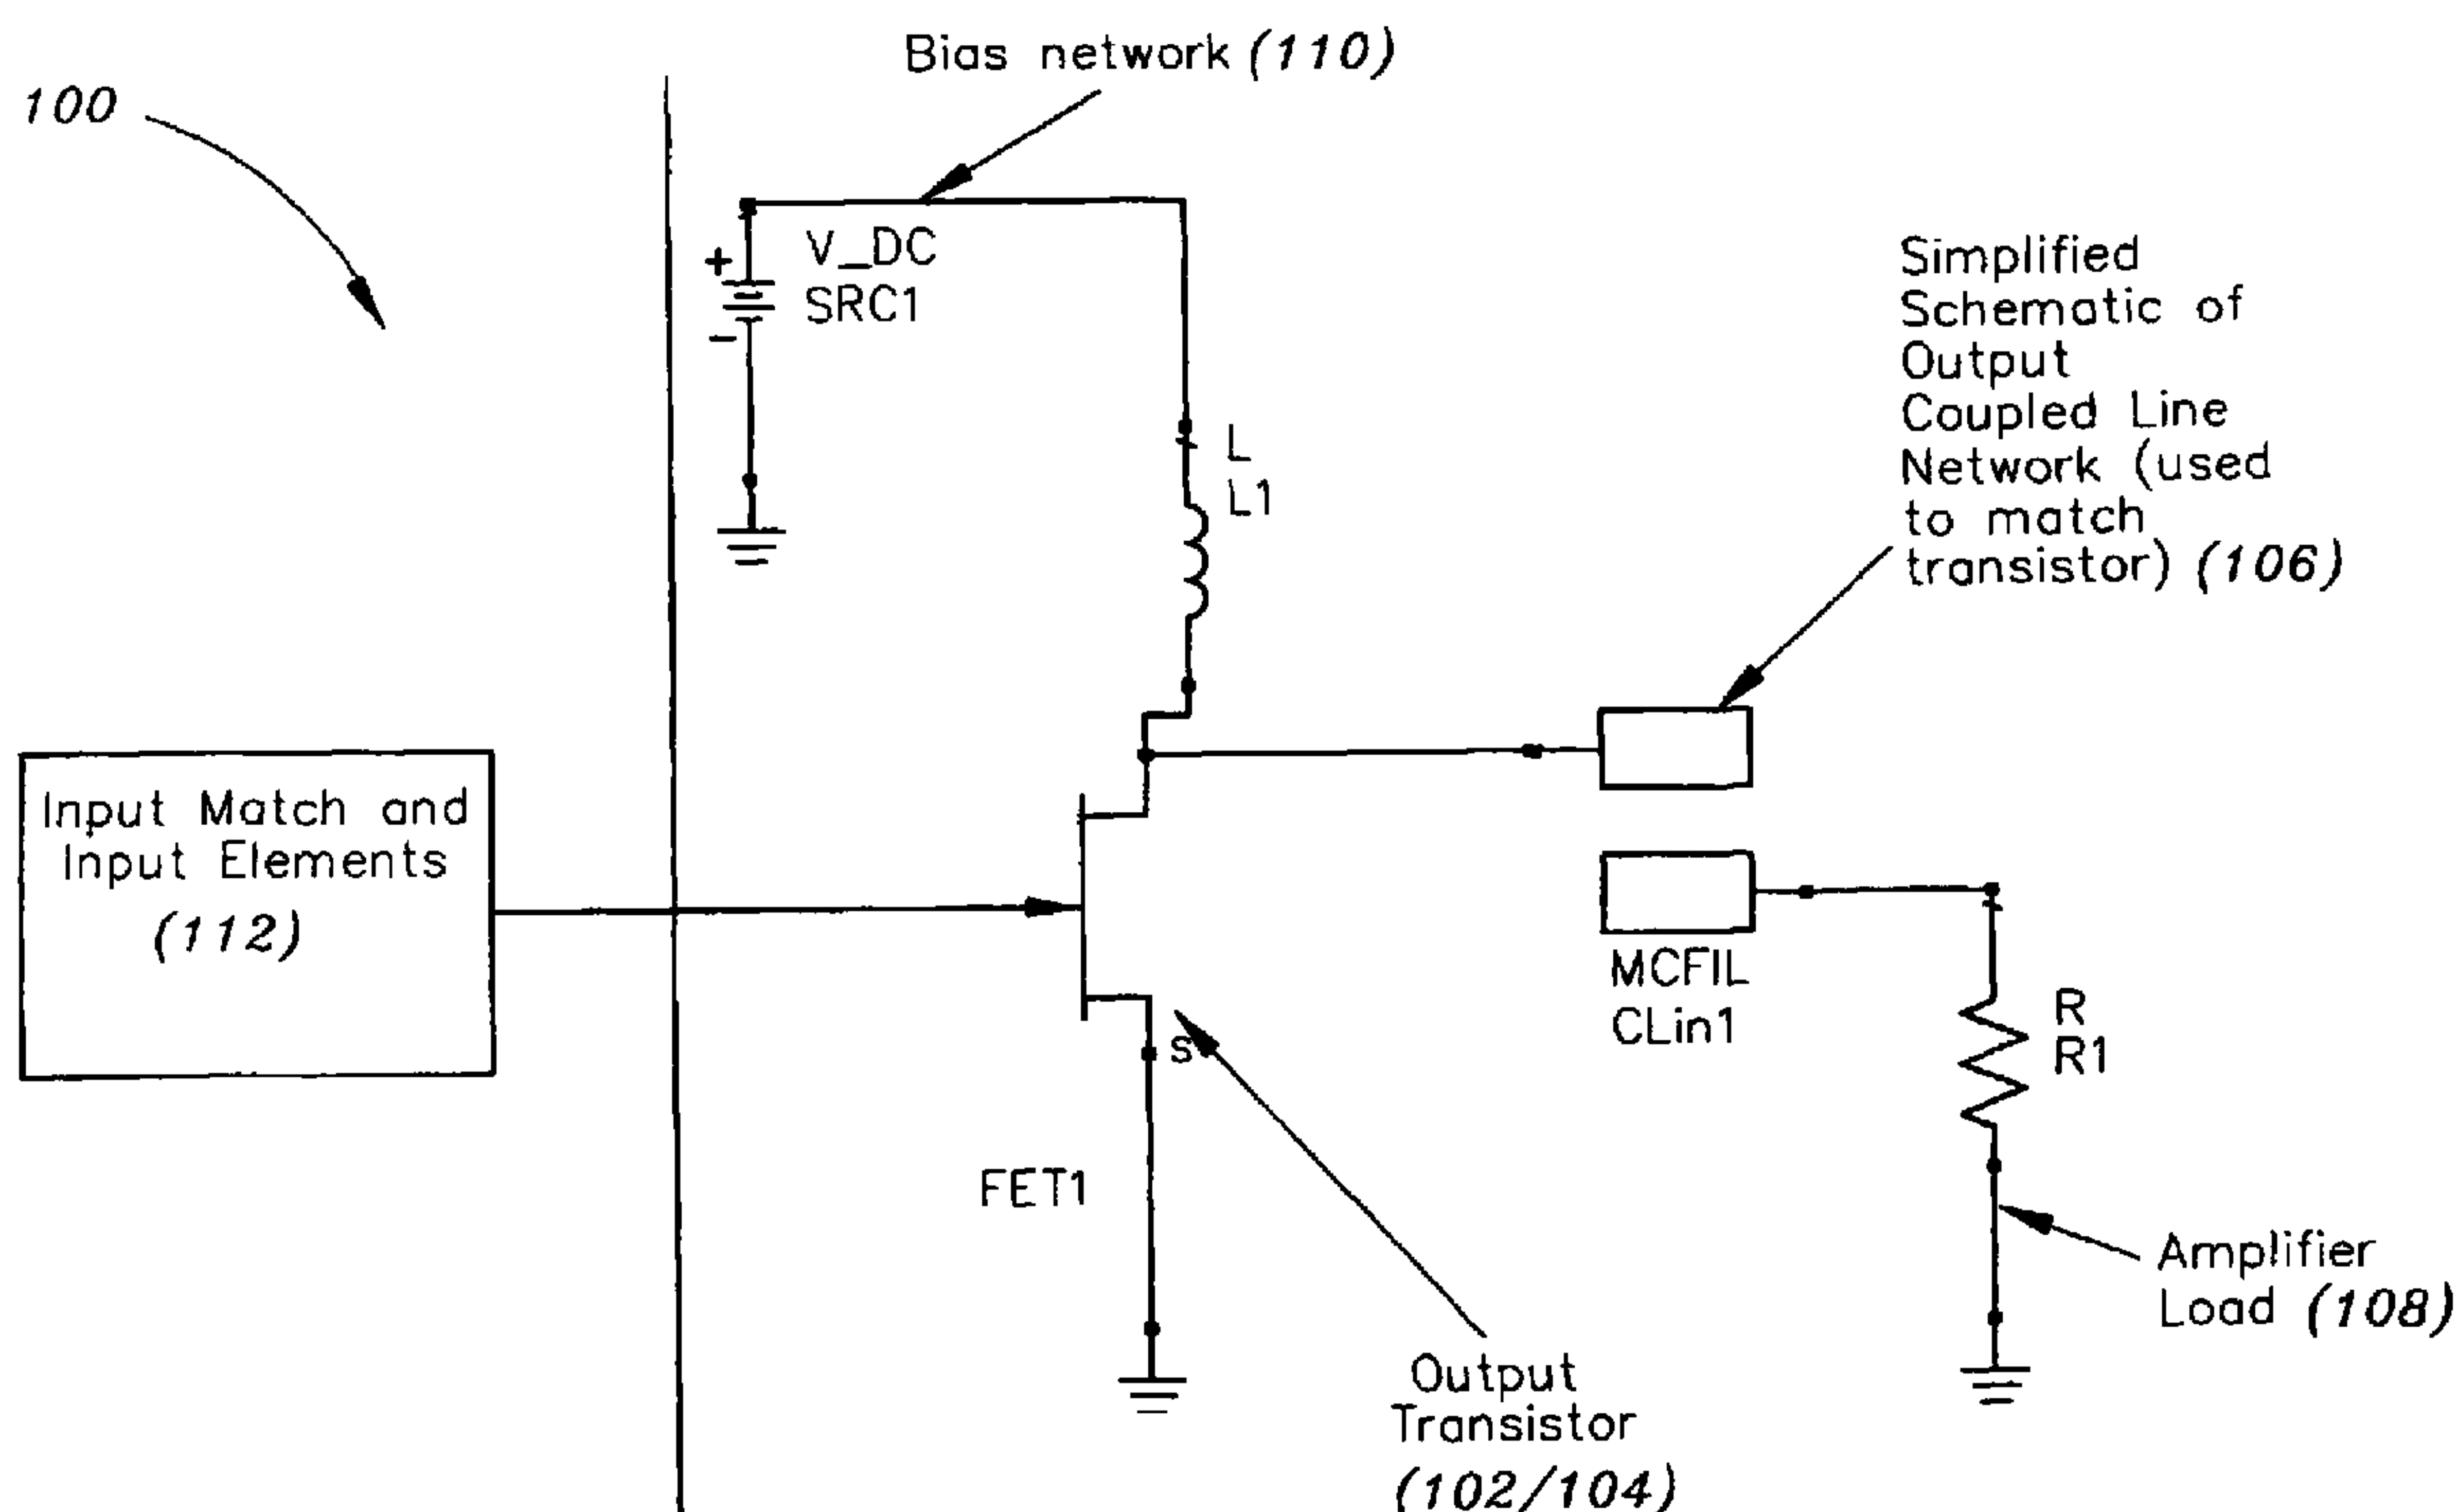 Bias network (110)
100
+
V_DC
SRC1
-
L
L1
Simplified
Schematic of
Output
Coupled Line
Network (used
to match
transistor) (106)
Input Match and
Input Elements
(112)
MCFIL
CLin1
R
R1
S
FET1
Amplifier
Load (108)
Output
Transistor
(102/104)